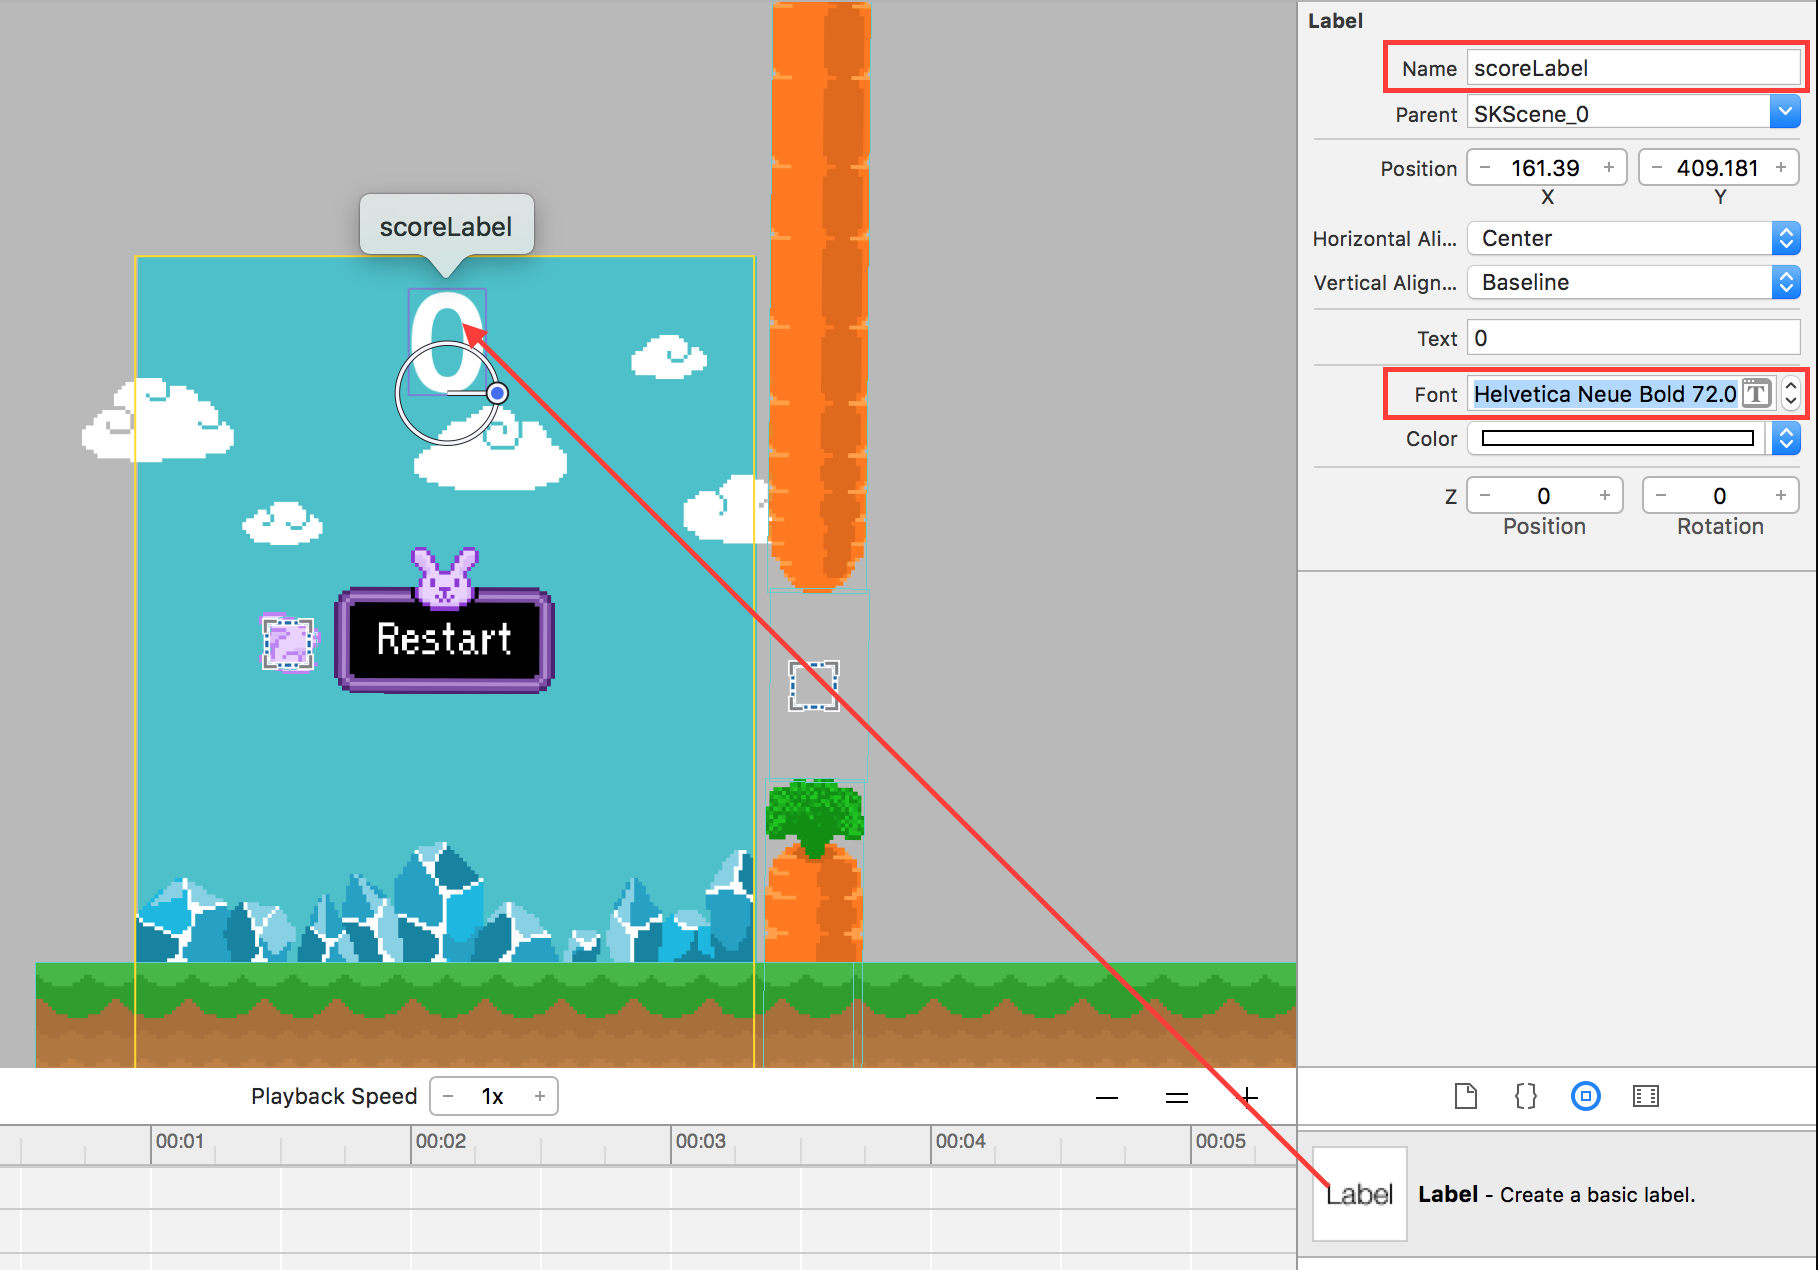 Label
Name scoreLabel
Parent SKScene_0
Position - 161.39 + - 409.181 +
X Y
Horizontal Ali... Center
Vertical Align... Baseline
Text 0
Font Helvetica Neue Bold 72.0 T
Color
Z - 0 + - 0 +
Position Rotation
scoreLabel
0
Restart
Playback Speed - 1x +
00:01 00:02 00:03 00:04 00:05
{}
Label Label - Create a basic label.